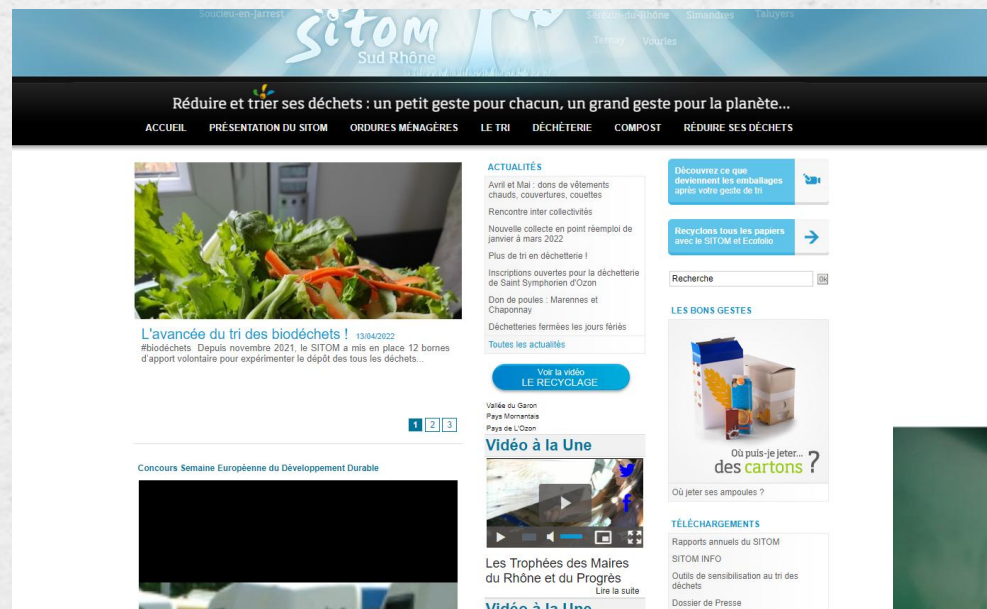 Soucieu-en-Jarrest
Sérézin-du-Rhône Simandres Taluyers
Ternay Vourles
sitom
Sud Rhône
Réduire et trier ses déchets : un petit geste pour chacun, un grand geste pour la planète...
ACCUEIL PRÉSENTATION DU SITOM ORDURES MÉNAGÈRES LE TRI DÉCHÈTERIE COMPOST RÉDUIRE SES DÉCHETS
L'avancée du tri des biodéchets ! 13/04/2022
#biodéchets Depuis novembre 2021, le SITOM a mis en place 12 bornes
d'apport volontaire pour expérimenter le dépôt des tous les déchets...
1 2 3
Concours Semaine Européenne du Développement Durable
ACTUALITÉS
Avril et Mai : dons de vêtements
chauds, couvertures, couettes
Rencontre inter collectivités
Nouvelle collecte en point réemploi de
janvier à mars 2022
Plus de tri en déchetterie !
Inscriptions ouvertes pour la déchetterie
de Saint Symphorien d'Ozon
Don de poules : Marennes et
Chaponnay
Déchetteries fermées les jours fériés
Toutes les actualités
Voir la vidéo
LE RECYCLAGE
Vallée du Garon
Pays Mornantais
Pays de L'Ozon
Vidéo à la Une
Les Trophées des Maires
du Rhône et du Progrès
Lire la suite
Vidéo à la Une
Découvrez ce que
deviennent les emballages
après votre geste de tri
Recyclons tous les papiers
avec le SITOM et Ecofolio
Recherche Ok
LES BONS GESTES
Où puis-je jeter...
des cartons ?
Où jeter ses ampoules ?
TÉLÉCHARGEMENTS
Rapports annuels du SITOM
SITOM INFO
Outils de sensibilisation au tri des
déchets
Dossier de Presse